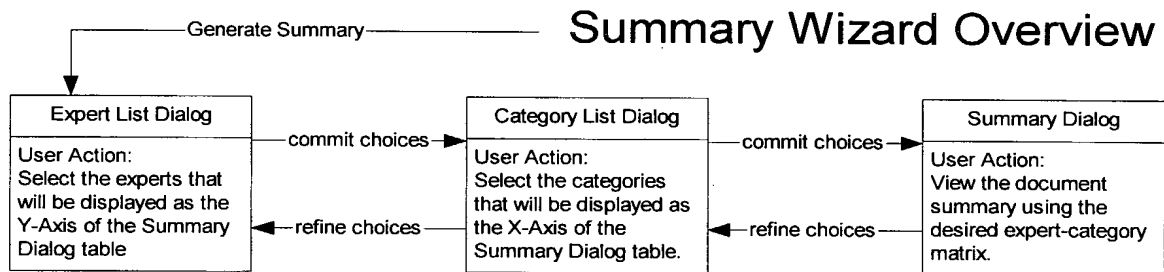 Summary Wizard Overview
Generate Summary
Expert List Dialog
User Action:
Select the experts that
will be displayed as the
Y-Axis of the Summary
Dialog table
commit choices
refine choices
Category List Dialog
User Action:
Select the categories
that will be displayed as
the X-Axis of the
Summary Dialog table.
commit choices
refine choices
Summary Dialog
User Action:
View the document
summary using the
desired expert-category
matrix.